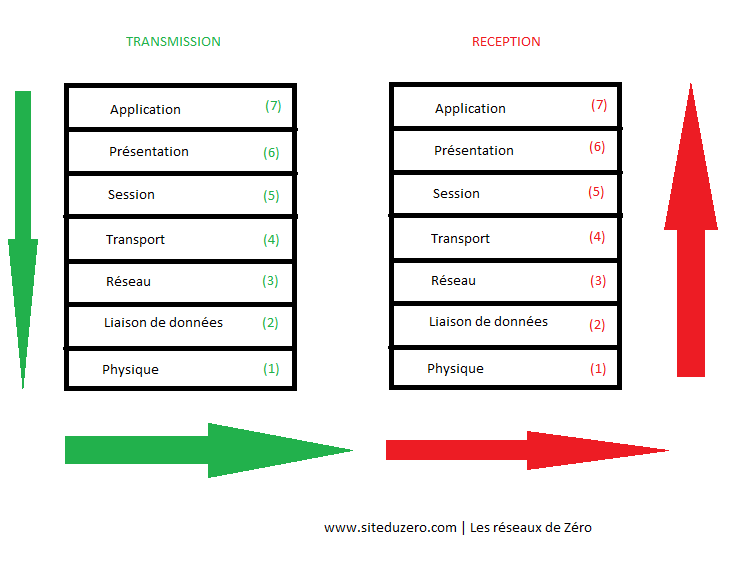 TRANSMISSION
RECEPTION
Application (7)
Présentation (6)
Session (5)
Transport (4)
Réseau (3)
Liaison de données (2)
Physique (1)
Application (7)
Présentation (6)
Session (5)
Transport (4)
Réseau (3)
Liaison de données (2)
Physique (1)
www.siteduzero.com | Les réseaux de Zéro